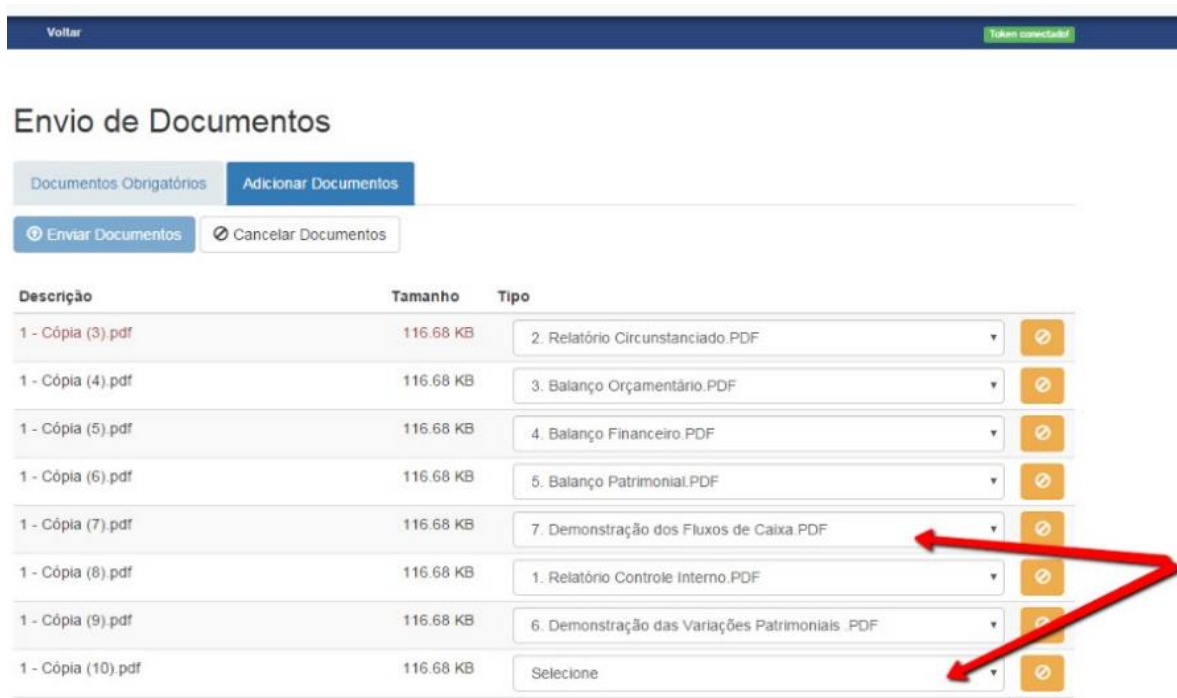 Voltar Token conectado!
Envio de Documentos
Documentos Obrigatórios Adicionar Documentos
Enviar Documentos Cancelar Documentos
Descrição Tamanho Tipo
1 - Cópia (3).pdf 116.68 KB 2. Relatório Circunstanciado.PDF
1 - Cópia (4).pdf 116.68 KB 3. Balanço Orçamentário.PDF
1 - Cópia (5).pdf 116.68 KB 4. Balanço Financeiro.PDF
1 - Cópia (6).pdf 116.68 KB 5. Balanço Patrimonial.PDF
1 - Cópia (7).pdf 116.68 KB 7. Demonstração dos Fluxos de Caixa.PDF
1 - Cópia (8).pdf 116.68 KB 1. Relatório Controle Interno.PDF
1 - Cópia (9).pdf 116.68 KB 6. Demonstração das Variações Patrimoniais .PDF
1 - Cópia (10).pdf 116.68 KB Selecione